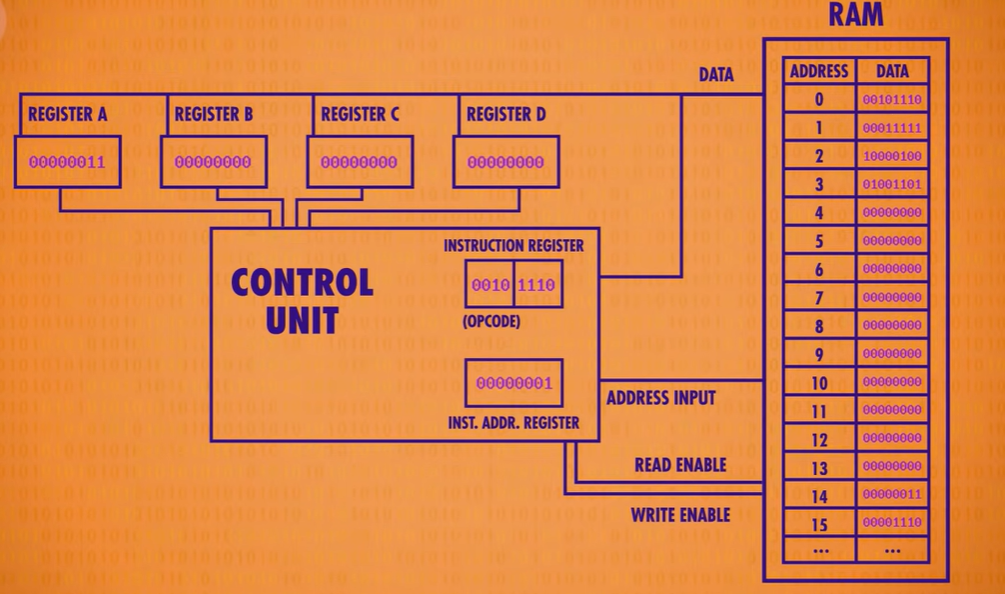 RAM
DATA
ADDRESS DATA
0 00101110
1 00011111
2 10000100
3 01001101
4 00000000
5 00000000
6 00000000
7 00000000
8 00000000
9 00000000
10 00000000
11 00000000
12 00000000
13 00000000
14 00000011
15 00001110
... ...
REGISTER A
00000011
REGISTER B
00000000
REGISTER C
00000000
REGISTER D
00000000
CONTROL
UNIT
INSTRUCTION REGISTER
0010 1110
(OPCODE)
00000001
INST. ADDR. REGISTER
ADDRESS INPUT
READ ENABLE
WRITE ENABLE